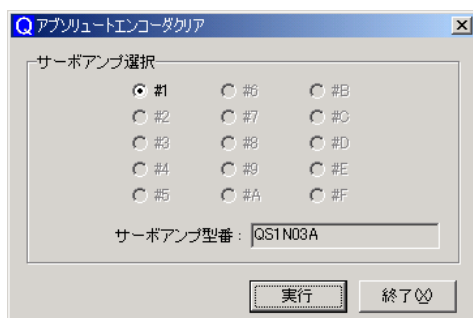 Q アブソリュートエンコーダクリア
サーボアンプ選択
#1 #6 #B
#2 #7 #C
#3 #8 #D
#4 #9 #E
#5 #A #F
サーボアンプ型番: QS1N03A
実行 終了(X)